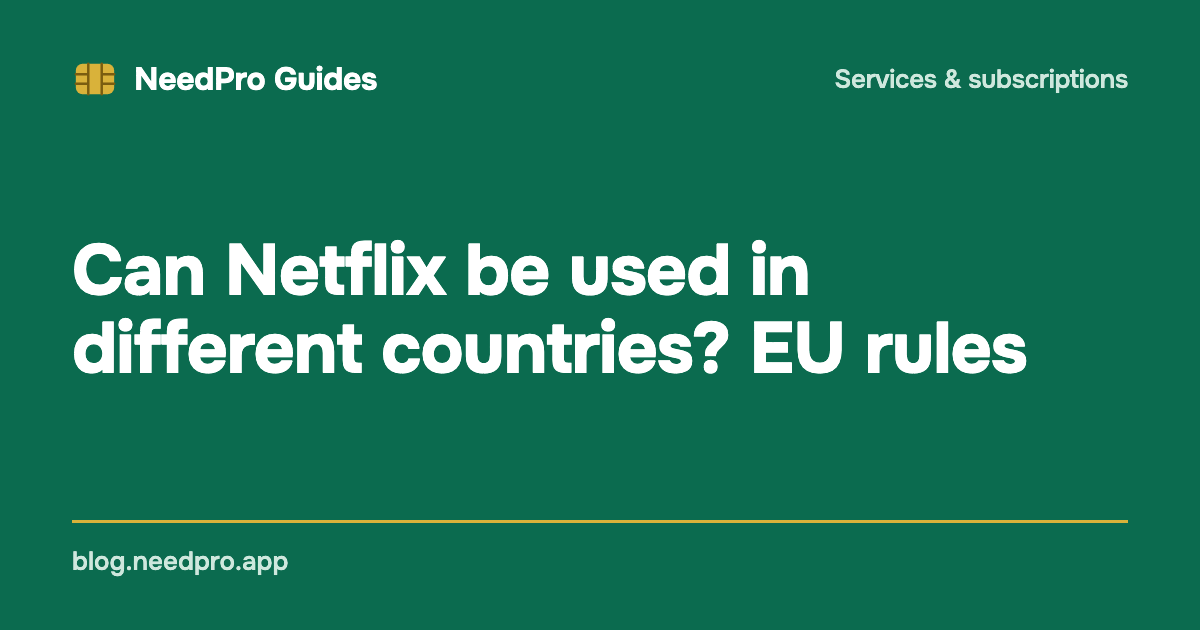 NeedPro Guides
Services & subscriptions
Can Netflix be used in
different countries? EU rules
blog.needpro.app